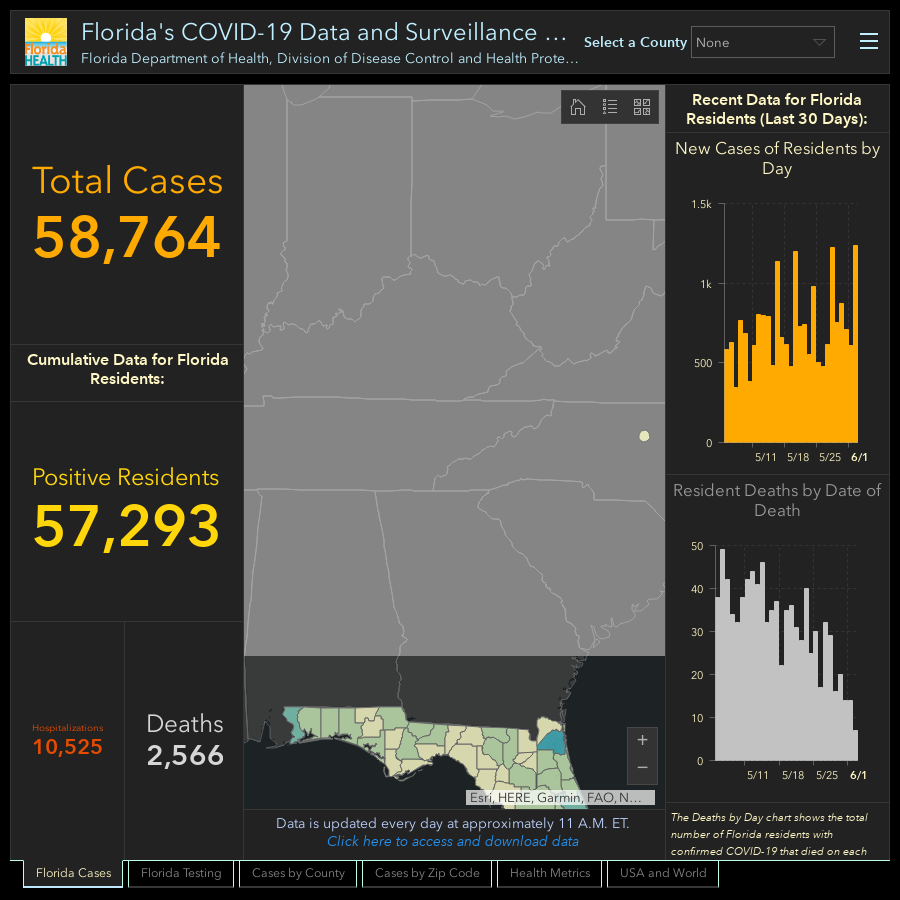 Florida's COVID-19 Data and Surveillance ...
Florida Department of Health, Division of Disease Control and Health Prote...
Florida
HEALTH
Select a County
None
Total Cases
58,764
Cumulative Data for Florida
Residents:
Positive Residents
57,293
Hospitalizations
10,525
Deaths
2,566
Esri, HERE, Garmin, FAO, N...
Data is updated every day at approximately 11 A.M. ET.
Click here to access and download data
Recent Data for Florida
Residents (Last 30 Days):
New Cases of Residents by
Day
1.5k
1k
500
0
5/11 5/18 5/25 6/1
Resident Deaths by Date of
Death
50
40
30
20
10
0
5/11 5/18 5/25 6/1
The Deaths by Day chart shows the total
number of Florida residents with
confirmed COVID-19 that died on each
Florida Cases
Florida Testing
Cases by County
Cases by Zip Code
Health Metrics
USA and World